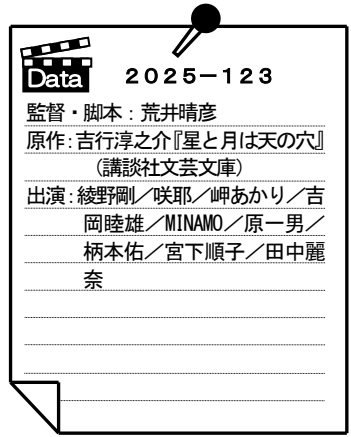 Data
2025-123
監督・脚本：荒井晴彦
原作：吉行淳之介『星と月は天の穴』
（講談社文芸文庫）
出演：綾野剛／咲耶／岬あかり／吉
岡睦雄／MINAMO／原一男／
柄本佑／宮下順子／田中麗
奈